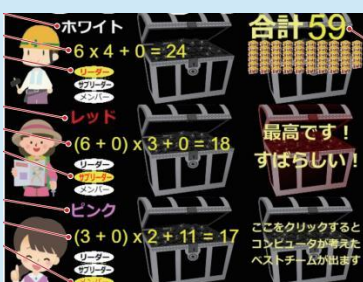 ホワイト
6 x 4 + 0 = 24
リーダー
サブリーダー
メンバー
レッド
(6 + 0) x 3 + 0 = 18
リーダー
サブリーダー
メンバー
ピンク
(3 + 0) x 2 + 11 = 17
リーダー
サブリーダー
メンバー
合計59
最高です!
すばらしい!
ここをクリックすると
コンピュータが考えた
ベストチームが出ます